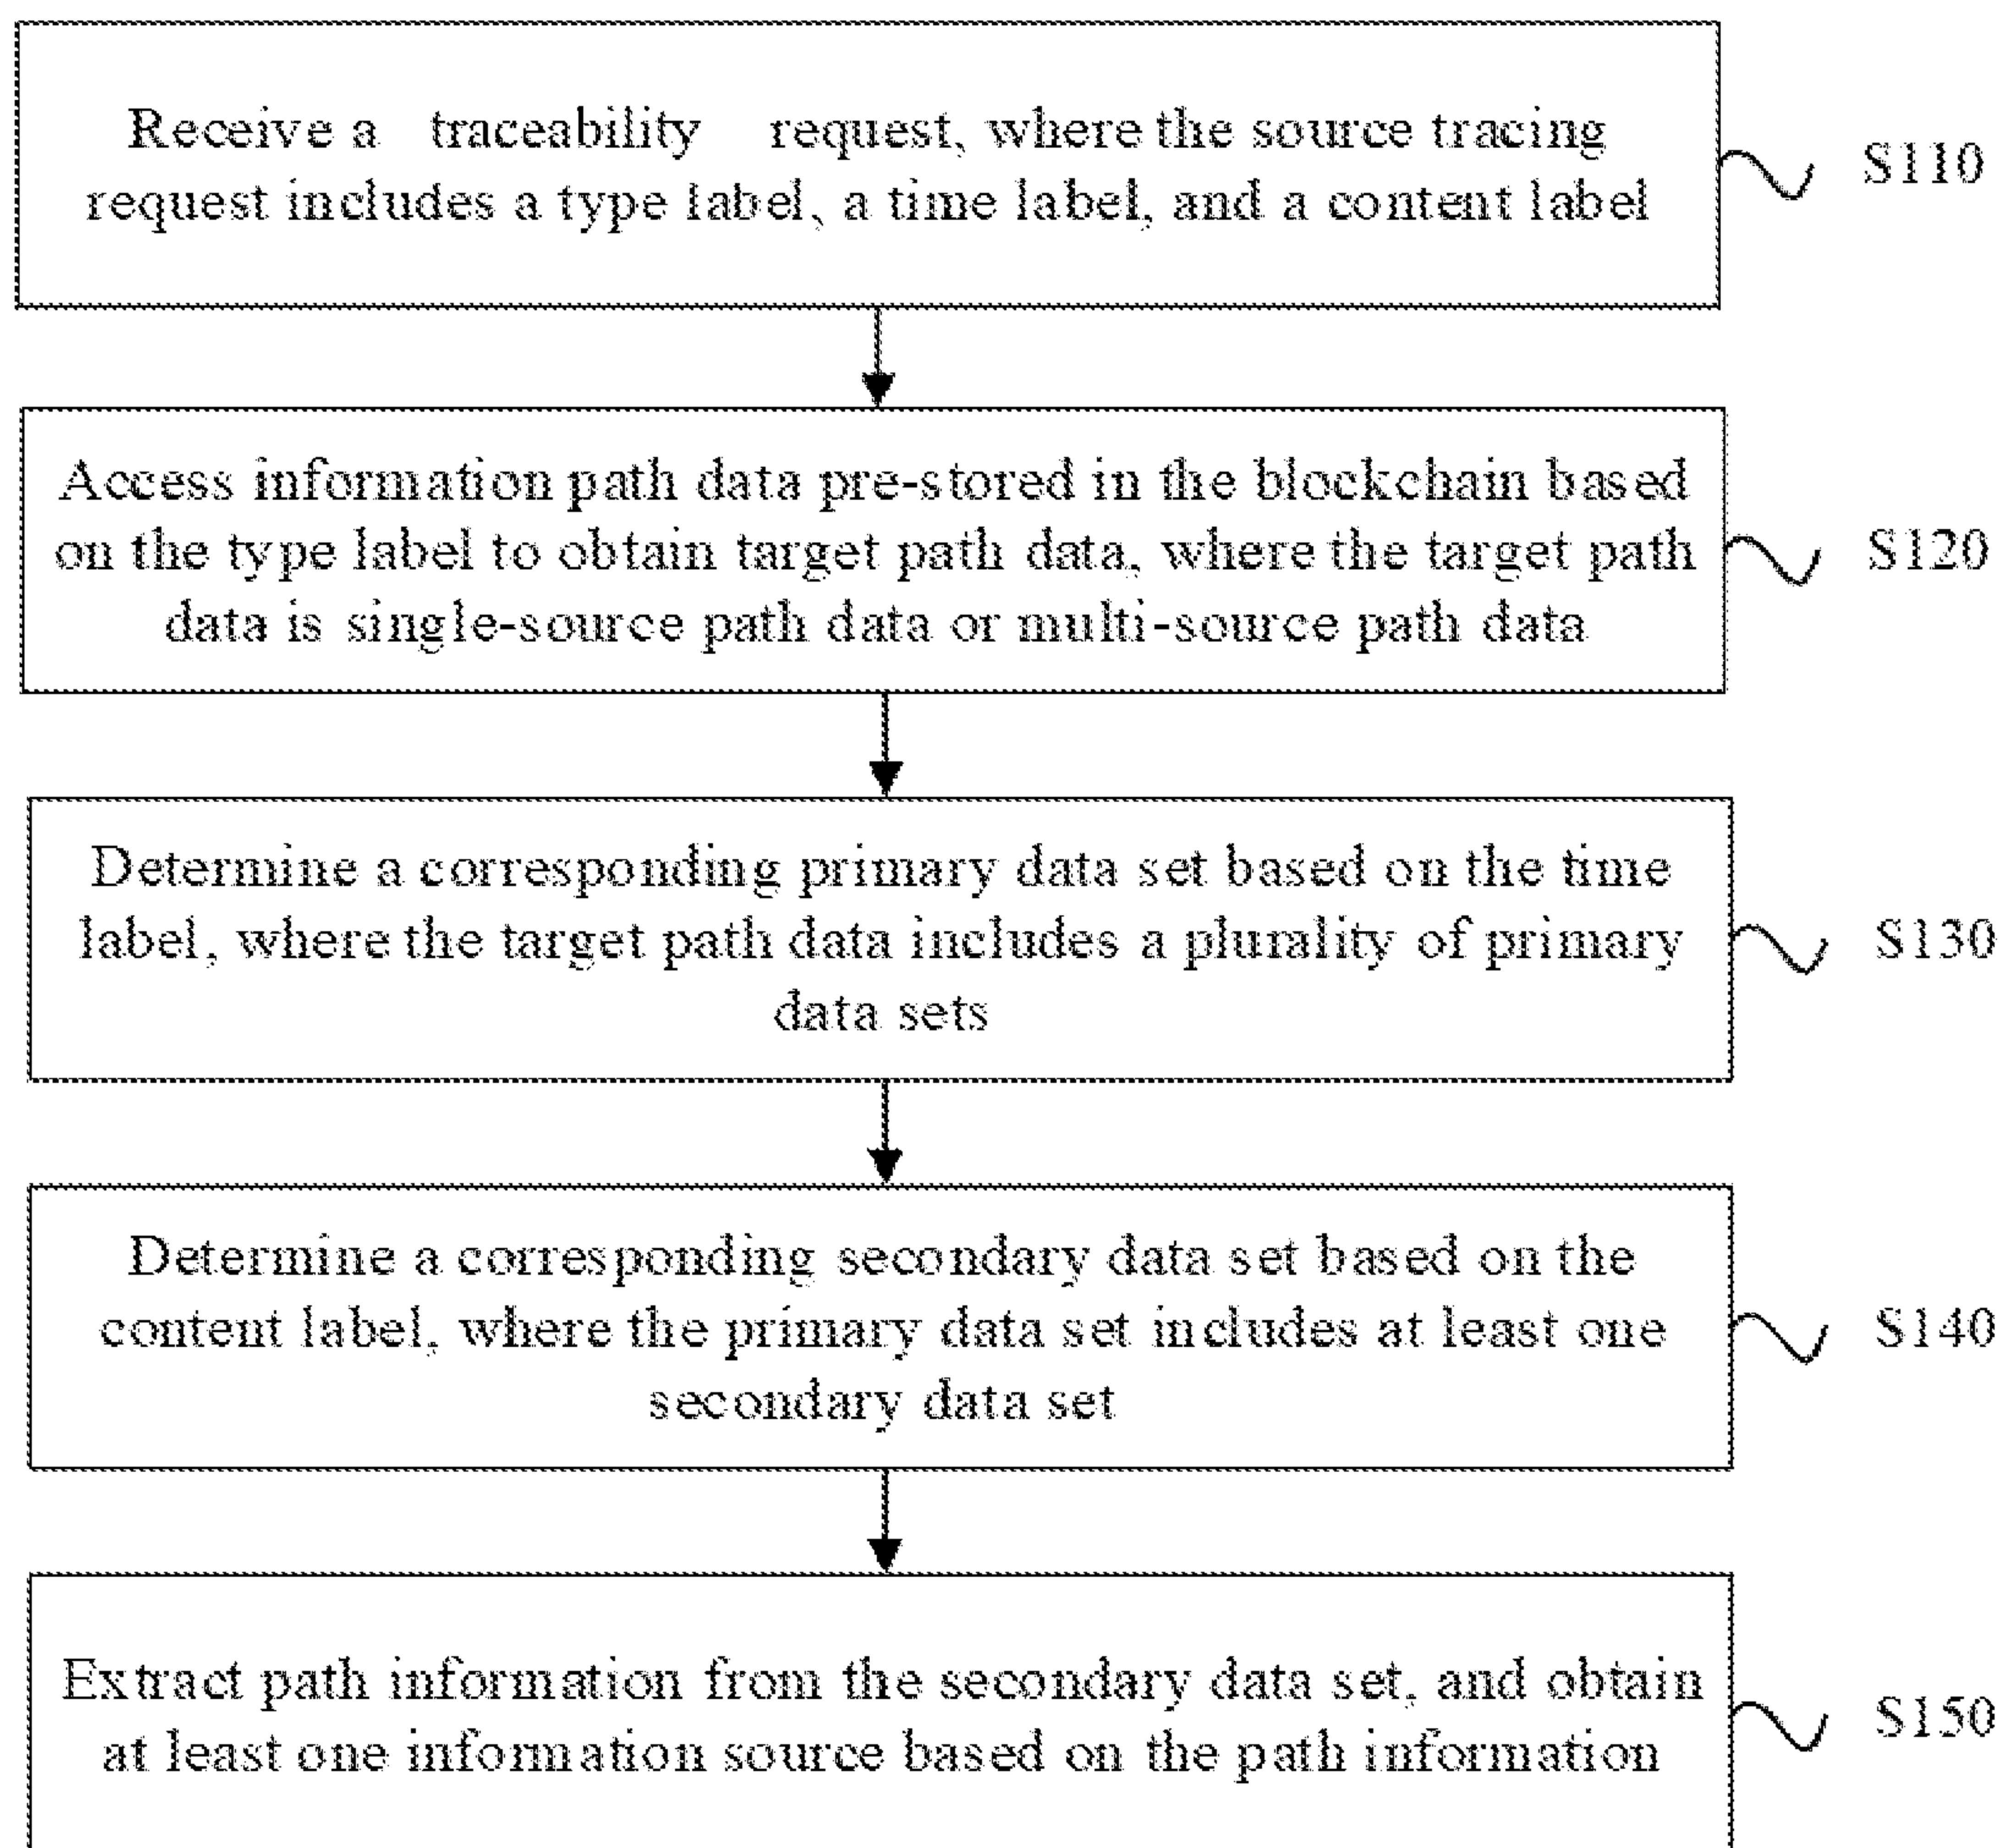 Receive a traceability request, where the source tracing
request includes a type label, a time label, and a content label
S110
Access information path data pre-stored in the blockchain based
on the type label to obtain target path data, where the target path
data is single-source path data or multi-source path data
S120
Determine a corresponding primary data set based on the time
label, where the target path data includes a plurality of primary
data sets
S130
Determine a corresponding secondary data set based on the
content label, where the primary data set includes at least one
secondary data set
S140
Extract path information from the secondary data set, and obtain
at least one information source based on the path information
S150